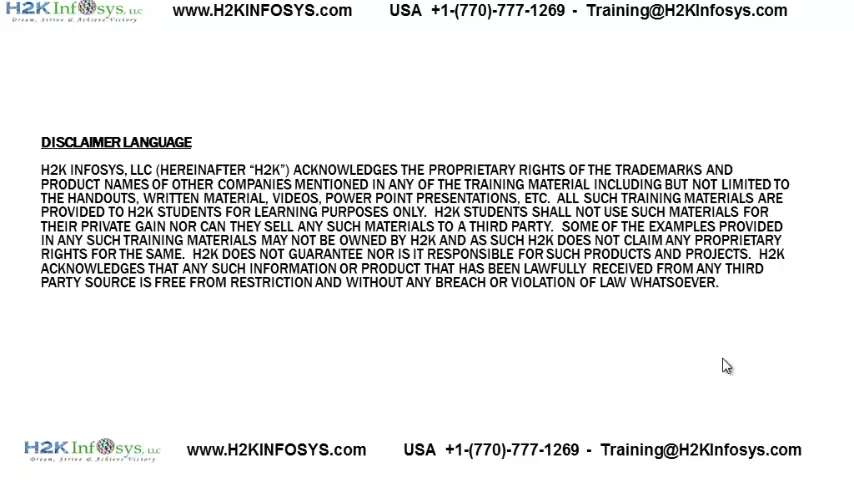 H2K Infosys, LLC www.H2KINFOSYS.com USA +1-(770)-777-1269 - Training@H2KInfosys.com
Dream, Strive & Achieve Victory
DISCLAIMER LANGUAGE
H2K INFOSYS, LLC (HEREINAFTER “H2K”) ACKNOWLEDGES THE PROPRIETARY RIGHTS OF THE TRADEMARKS AND
PRODUCT NAMES OF OTHER COMPANIES MENTIONED IN ANY OF THE TRAINING MATERIAL INCLUDING BUT NOT LIMITED TO
THE HANDOUTS, WRITTEN MATERIAL, VIDEOS, POWER POINT PRESENTATIONS, ETC. ALL SUCH TRAINING MATERIALS ARE
PROVIDED TO H2K STUDENTS FOR LEARNING PURPOSES ONLY. H2K STUDENTS SHALL NOT USE SUCH MATERIALS FOR
THEIR PRIVATE GAIN NOR CAN THEY SELL ANY SUCH MATERIALS TO A THIRD PARTY. SOME OF THE EXAMPLES PROVIDED
IN ANY SUCH TRAINING MATERIALS MAY NOT BE OWNED BY H2K AND AS SUCH H2K DOES NOT CLAIM ANY PROPRIETARY
RIGHTS FOR THE SAME. H2K DOES NOT GUARANTEE NOR IS IT RESPONSIBLE FOR SUCH PRODUCTS AND PROJECTS. H2K
ACKNOWLEDGES THAT ANY SUCH INFORMATION OR PRODUCT THAT HAS BEEN LAWFULLY RECEIVED FROM ANY THIRD
PARTY SOURCE IS FREE FROM RESTRICTION AND WITHOUT ANY BREACH OR VIOLATION OF LAW WHATSOEVER.
H2K Infosys, LLC www.H2KINFOSYS.com USA +1-(770)-777-1269 - Training@H2KInfosys.com
Dream, Strive & Achieve Victory